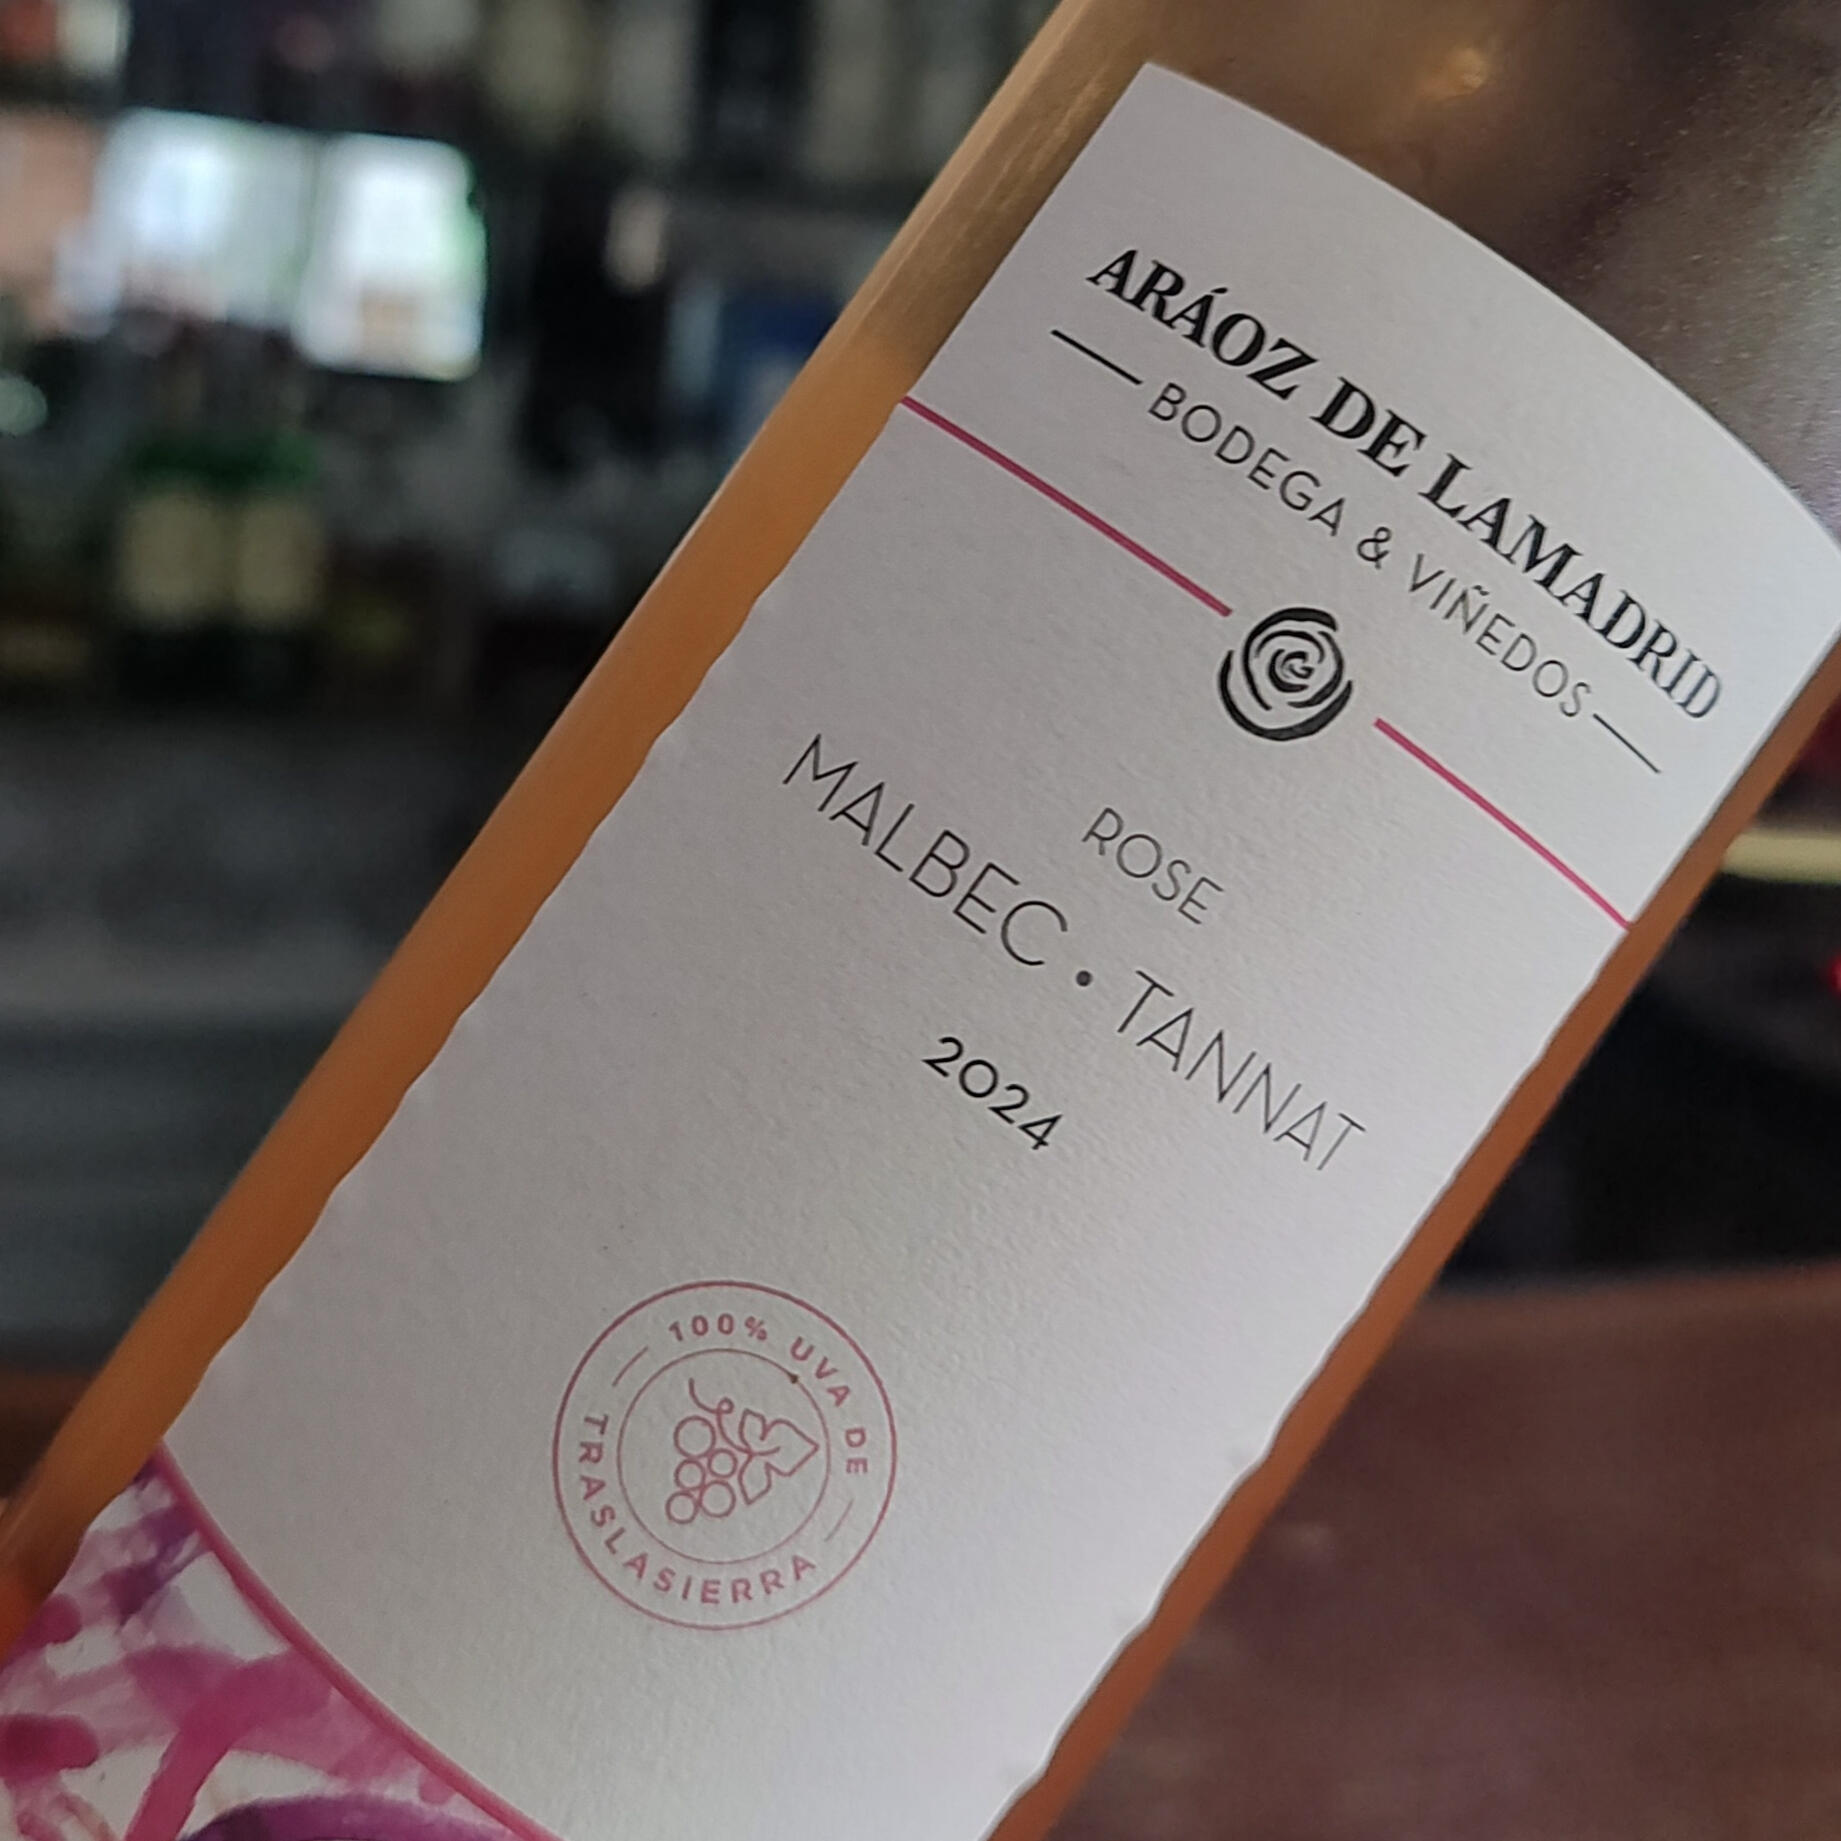 ARÁOZ DE LAMADRID
BODEGA & VIÑEDOS
ROSE
MALBEC • TANNAT
2024
100% UVA DE
TRASLASIERRA